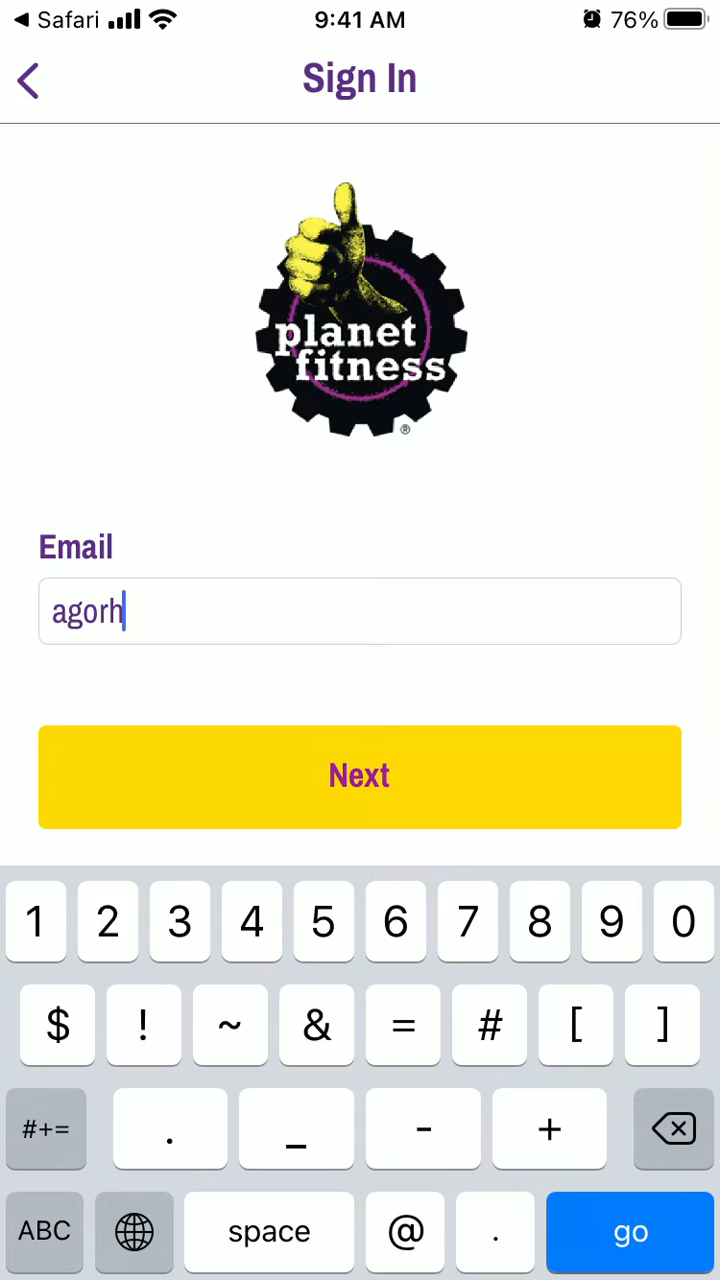 Safari 9:41 AM 76%
Sign In
planet
fitness
®
Email
agorh
Next
1 2 3 4 5 6 7 8 9 0
$ ! ~ & = # [ ]
#+= . _ - +
ABC space @ . go